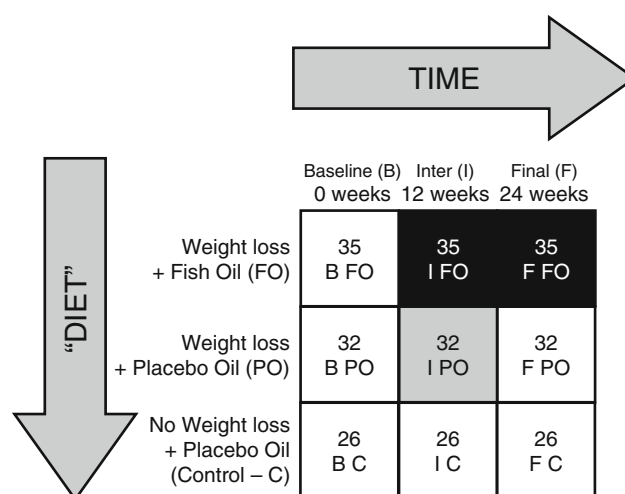 TIME
"DIET"
Baseline (B) Inter (I) Final (F)
0 weeks 12 weeks 24 weeks
Weight loss
+ Fish Oil (FO)
35 35 35
B FO I FO F FO
Weight loss
+ Placebo Oil (PO)
32 32 32
B PO I PO F PO
No Weight loss
+ Placebo Oil
(Control – C)
26 26 26
B C I C F C